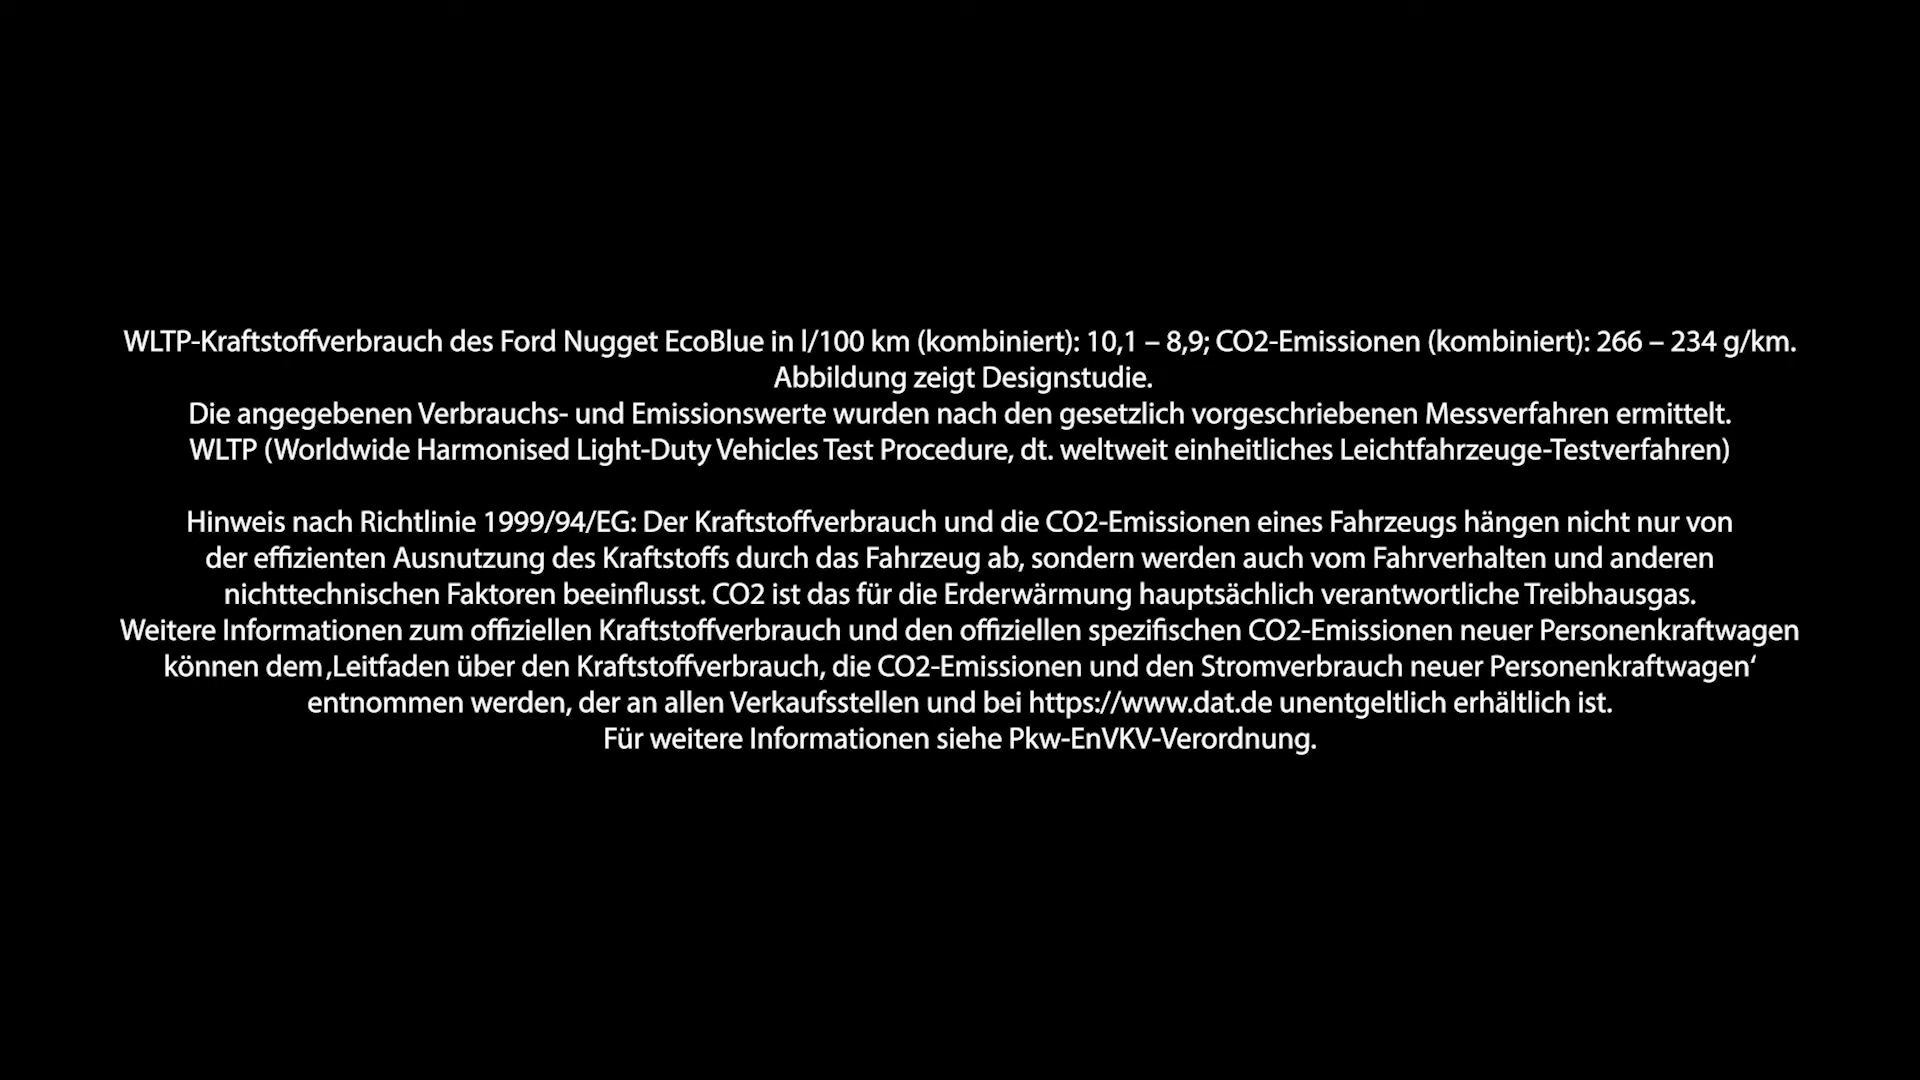 WLTP-Kraftstoffverbrauch des Ford Nugget EcoBlue in l/100 km (kombiniert): 10,1 – 8,9; CO2-Emissionen (kombiniert): 266 – 234 g/km.
Abbildung zeigt Designstudie.
Die angegebenen Verbrauchs- und Emissionswerte wurden nach den gesetzlich vorgeschriebenen Messverfahren ermittelt.
WLTP (Worldwide Harmonised Light-Duty Vehicles Test Procedure, dt. weltweit einheitliches Leichtfahrzeuge-Testverfahren)
Hinweis nach Richtlinie 1999/94/EG: Der Kraftstoffverbrauch und die CO2-Emissionen eines Fahrzeugs hängen nicht nur von
der effizienten Ausnutzung des Kraftstoffs durch das Fahrzeug ab, sondern werden auch vom Fahrverhalten und anderen
nichttechnischen Faktoren beeinflusst. CO2 ist das für die Erderwärmung hauptsächlich verantwortliche Treibhausgas.
Weitere Informationen zum offiziellen Kraftstoffverbrauch und den offiziellen spezifischen CO2-Emissionen neuer Personenkraftwagen
können dem ‚Leitfaden über den Kraftstoffverbrauch, die CO2-Emissionen und den Stromverbrauch neuer Personenkraftwagen‘
entnommen werden, der an allen Verkaufsstellen und bei https://www.dat.de unentgeltlich erhältlich ist.
Für weitere Informationen siehe Pkw-EnVKV-Verordnung.